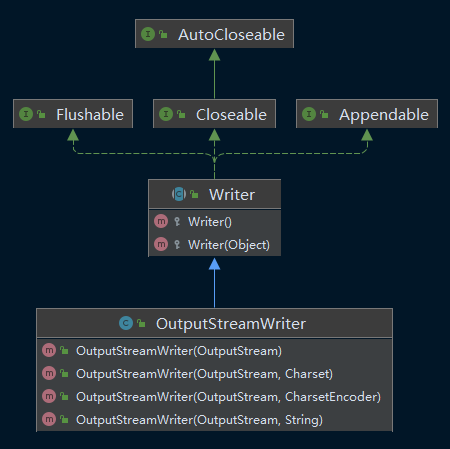 AutoCloseable
Flushable
Closeable
Appendable
Writer
Writer()
Writer(Object)
OutputStreamWriter
OutputStreamWriter(OutputStream)
OutputStreamWriter(OutputStream, Charset)
OutputStreamWriter(OutputStream, CharsetEncoder)
OutputStreamWriter(OutputStream, String)